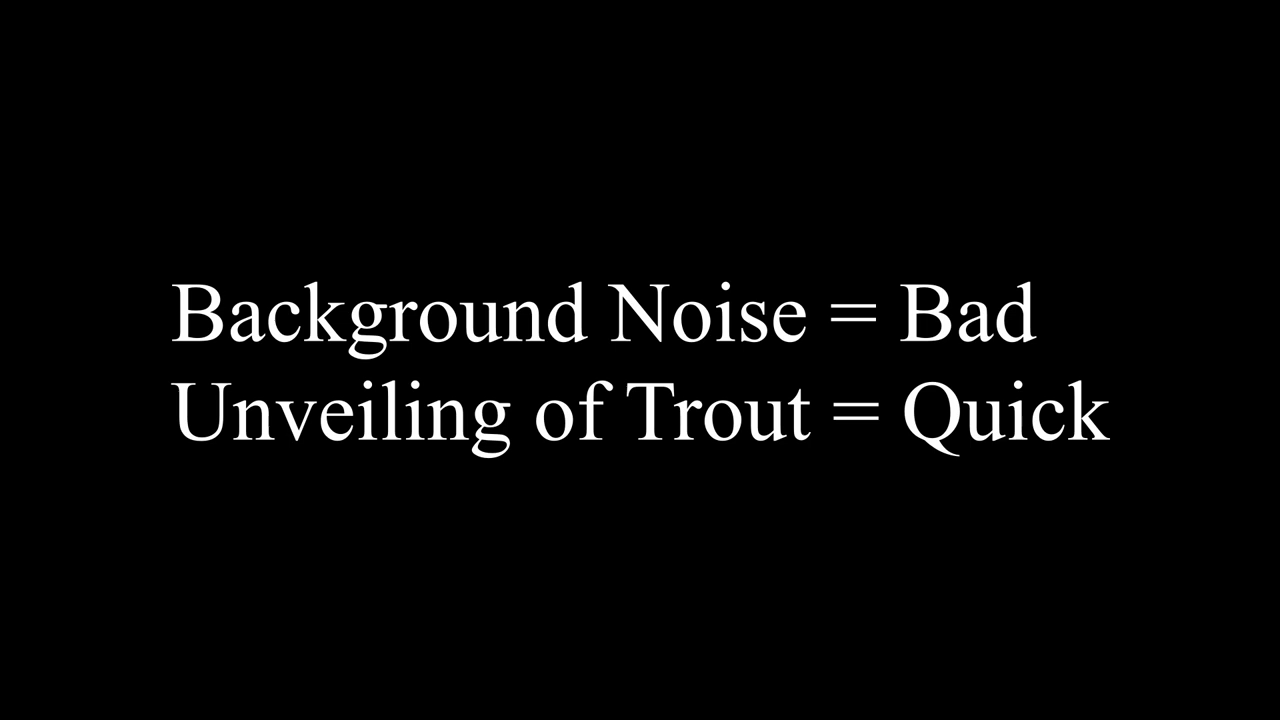 Background Noise = Bad
Unveiling of Trout = Quick